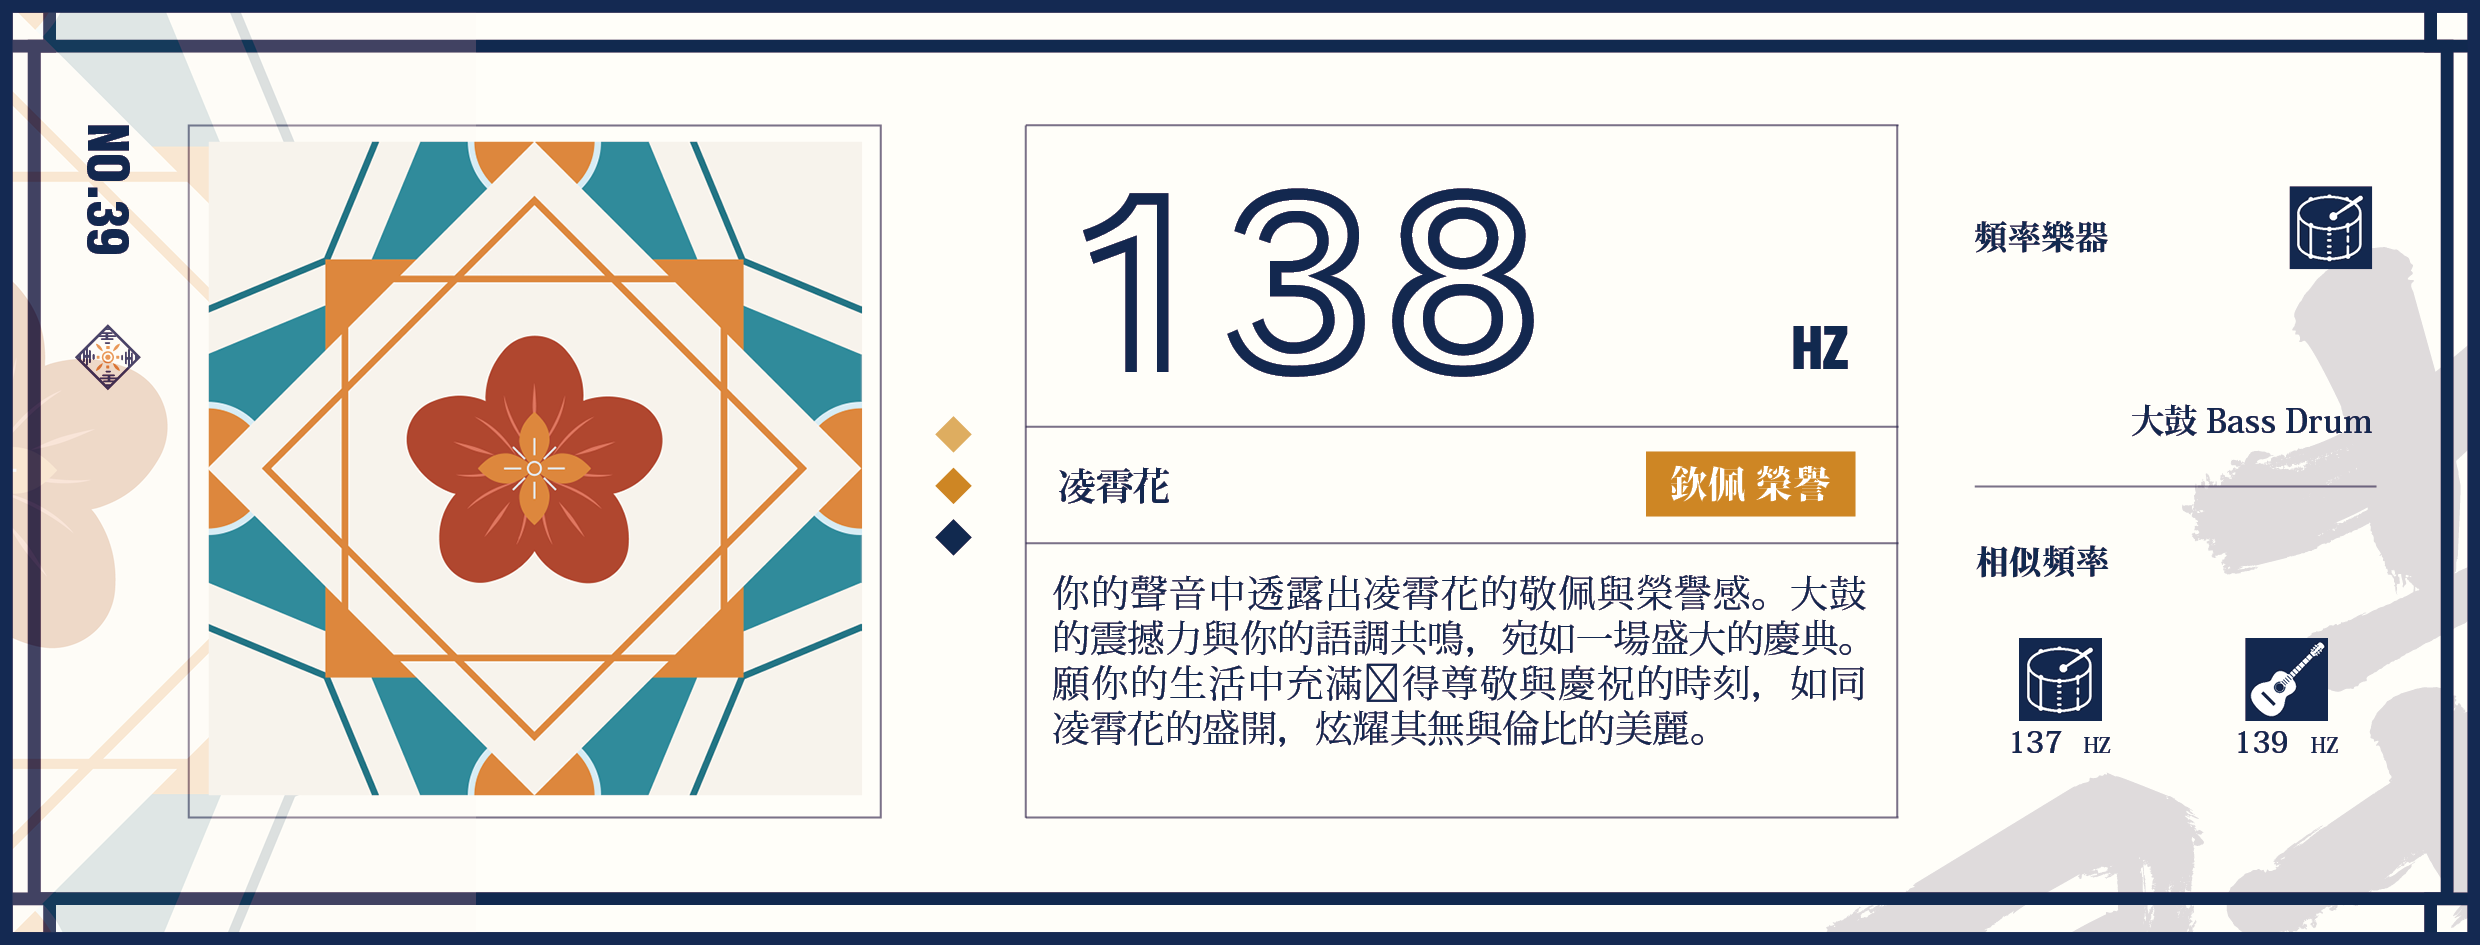 NO.39
138
HZ
凌霄花
欽佩 榮譽
你的聲音中透露出凌霄花的敬佩與榮譽感。大鼓
的震撼力與你的語調共鳴，宛如一場盛大的慶典。
願你的生活中充滿☒得尊敬與慶祝的時刻，如同
凌霄花的盛開，炫耀其無與倫比的美麗。
頻率樂器
大鼓 Bass Drum
相似頻率
137 HZ
139 HZ